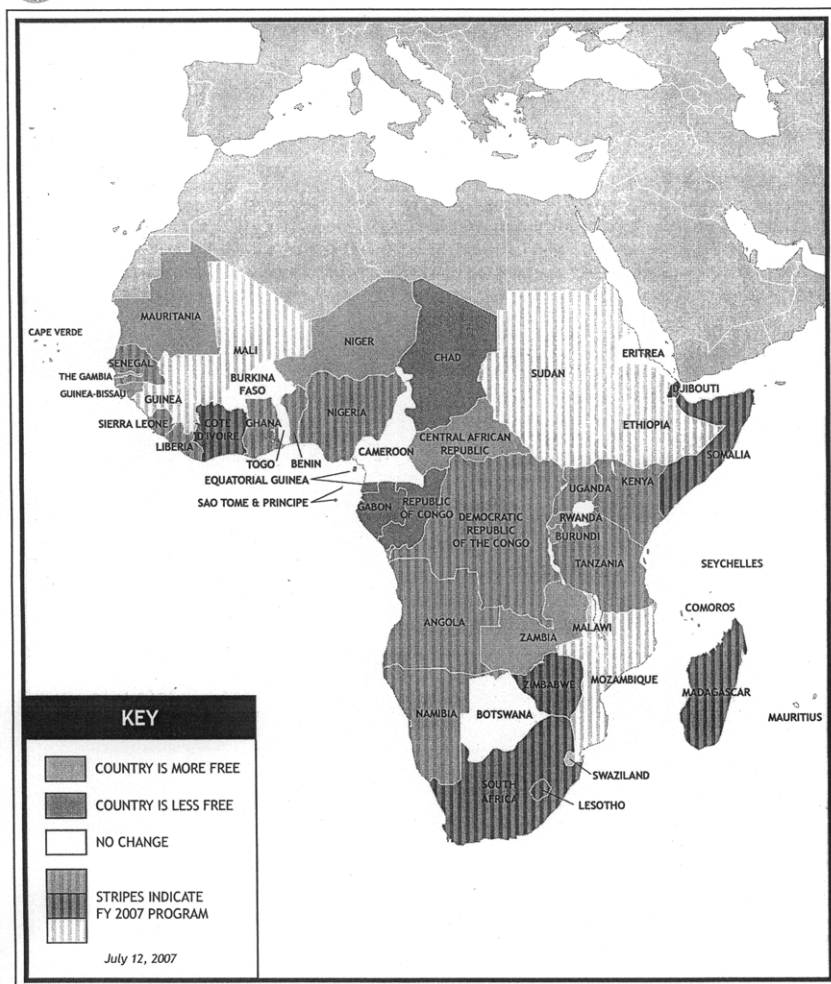 MAURITANIA
CAPE VERDE
MALI
NIGER
CHAD
SUDAN
ERITREA
SENEGAL
THE GAMBIA
GUINEA-BISSAU
GUINEA
BURKINA
FASO
NIGERIA
DJIBOUTI
ETHIOPIA
SIERRA LEONE
COTE
D'IVOIRE
GHANA
LIBERIA
TOGO
BENIN
CAMEROON
CENTRAL AFRICAN
REPUBLIC
SOMALIA
EQUATORIAL GUINEA
SAO TOME & PRINCIPE
GABON
REPUBLIC
OF CONGO
DEMOCRATIC
REPUBLIC
OF THE CONGO
UGANDA
KENYA
RWANDA
BURUNDI
TANZANIA
SEYCHELLES
COMOROS
ANGOLA
ZAMBIA
MALAWI
MOZAMBIQUE
ZIMBABWE
MADAGASCAR
MAURITIUS
NAMIBIA
BOTSWANA
SWAZILAND
SOUTH
AFRICA
LESOTHO
KEY
COUNTRY IS MORE FREE
COUNTRY IS LESS FREE
NO CHANGE
STRIPES INDICATE
FY 2007 PROGRAM
July 12, 2007